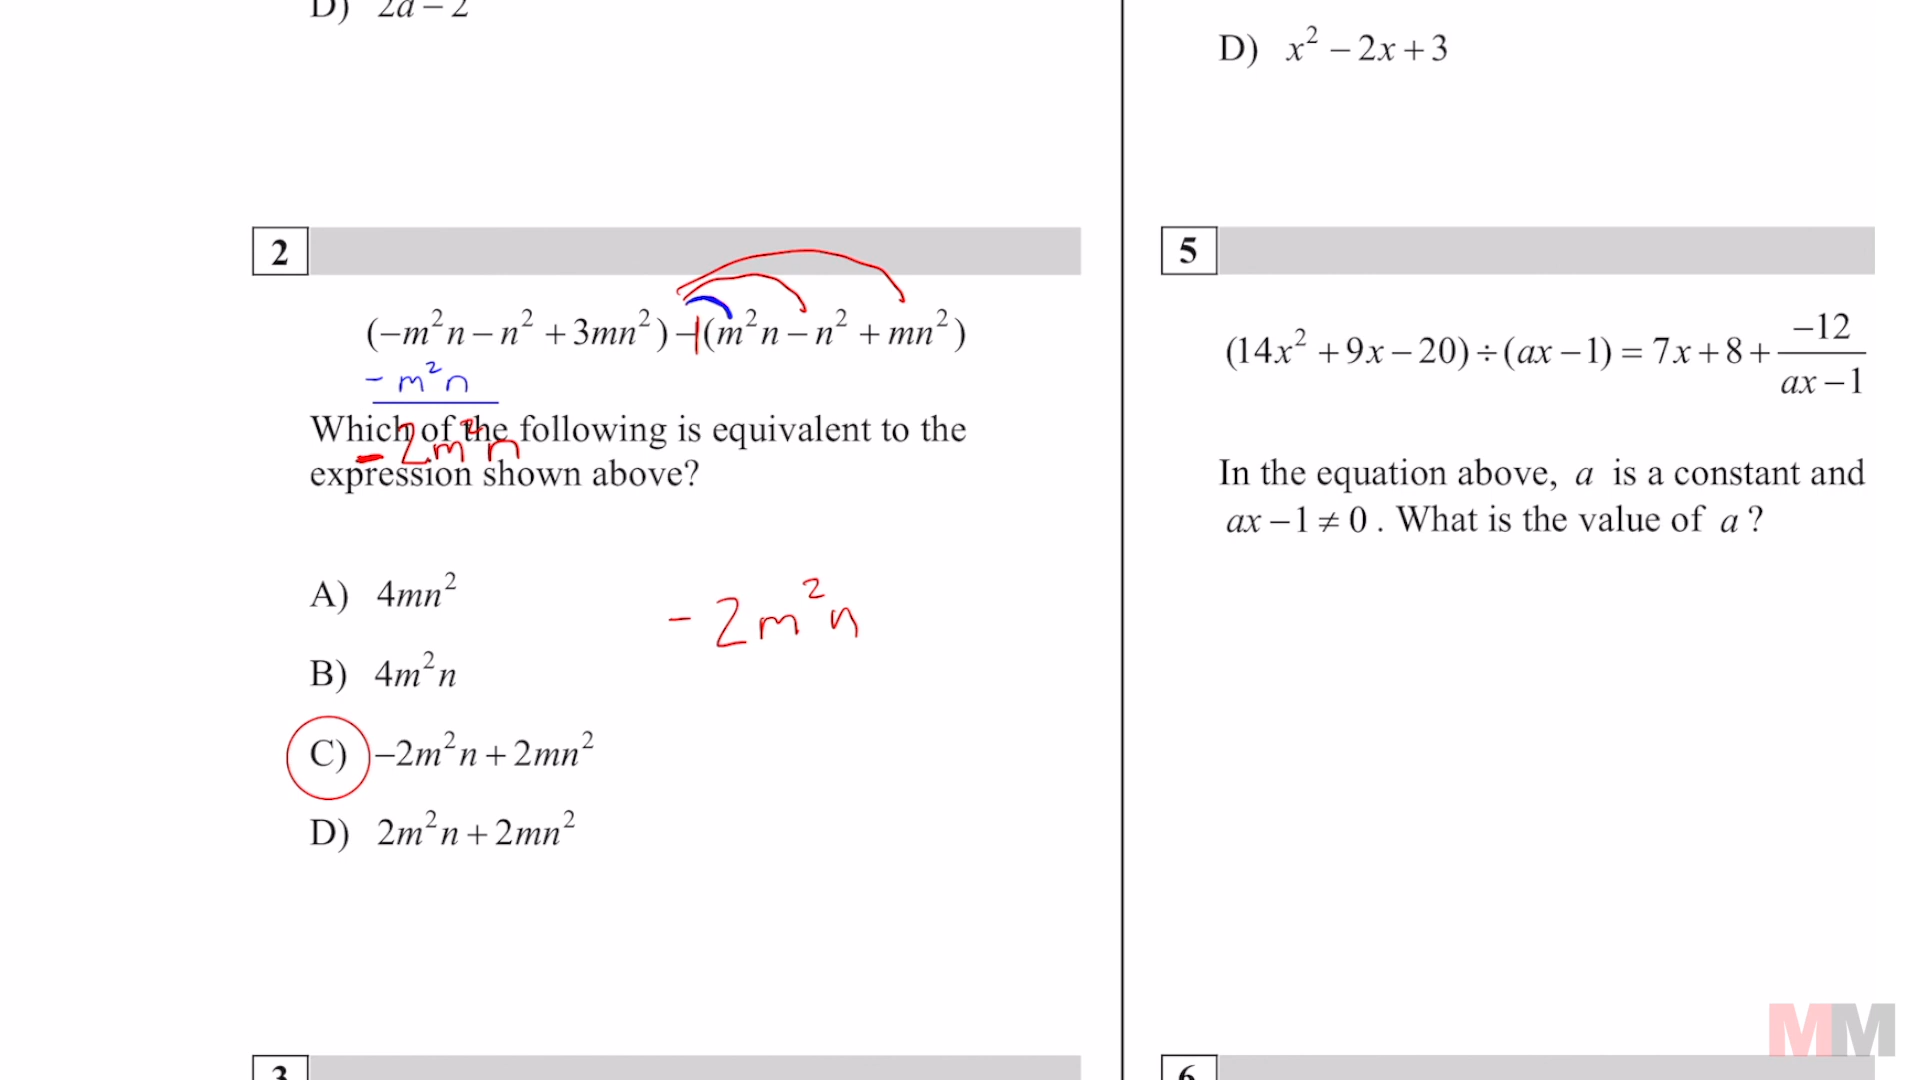 D) 2a − 2
2
(−m²n − n² + 3mn²) −1(m²n − n² + mn²)
− m²n
Which of the following is equivalent to the
− 2m²n
expression shown above?
A) 4mn²
− 2m²n
B) 4m²n
C) −2m²n + 2mn²
D) 2m²n + 2mn²
3
D) x² − 2x + 3
5
(14x² + 9x − 20) ÷ (ax − 1) = 7x + 8 + −12 / ax − 1
In the equation above, a is a constant and
ax − 1 ≠ 0 . What is the value of a ?
6
MM